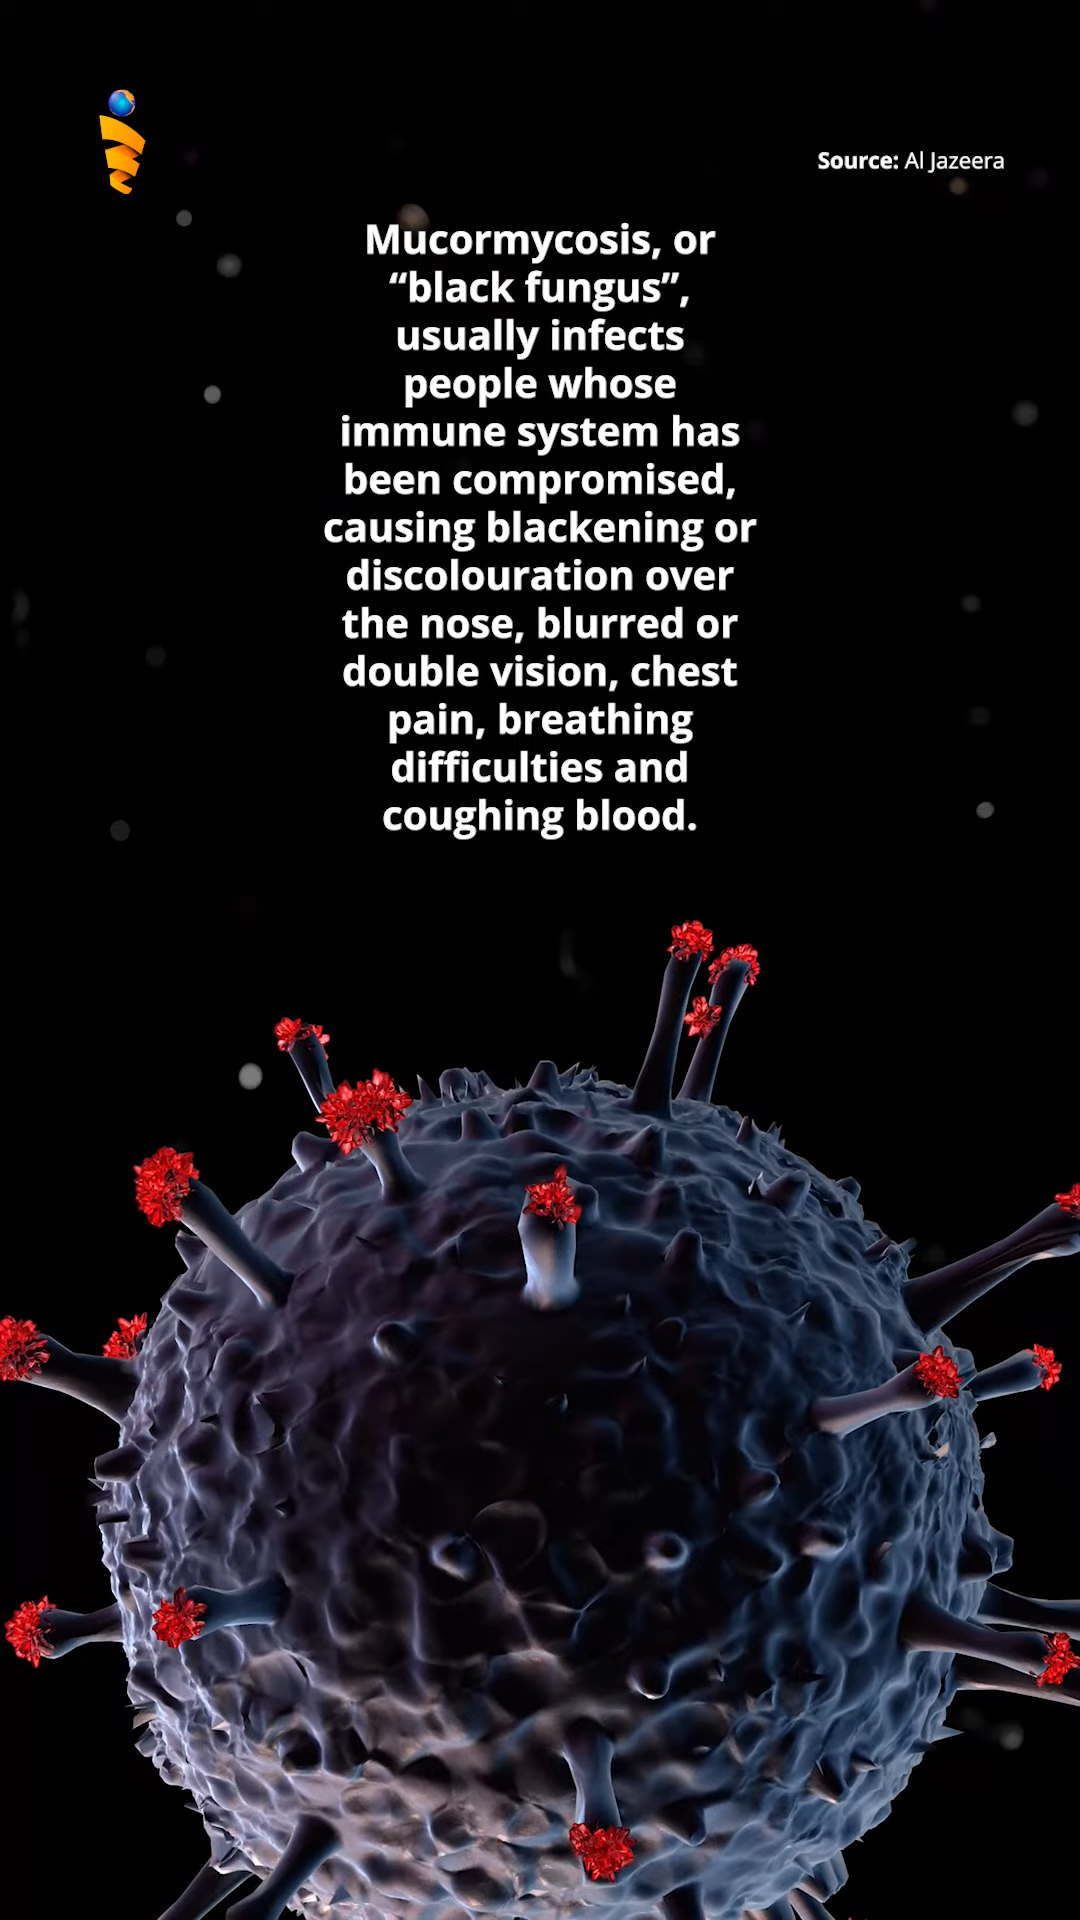 Source: Al Jazeera
Mucormycosis, or
“black fungus”,
usually infects
people whose
immune system has
been compromised,
causing blackening or
discolouration over
the nose, blurred or
double vision, chest
pain, breathing
difficulties and
coughing blood.